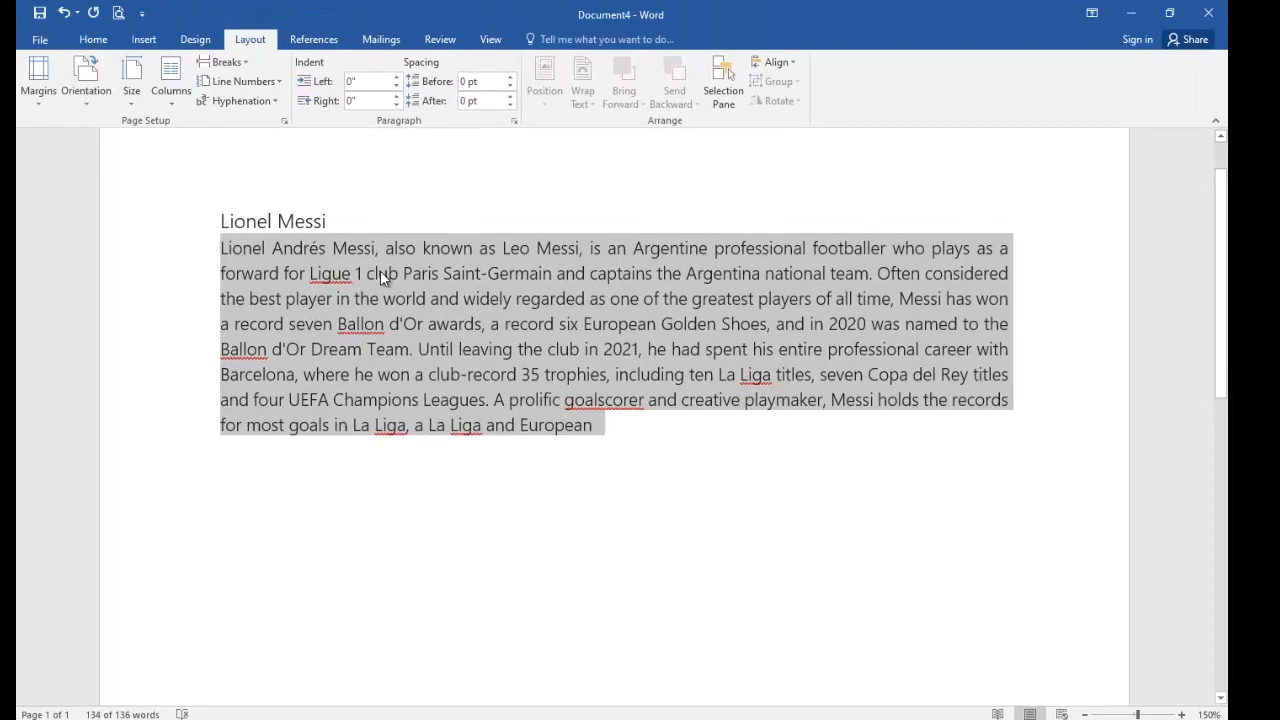 Document4 - Word
File Home Insert Design Layout References Mailings Review View Tell me what you want to do... Sign in Share
Margins Orientation Size Columns
Breaks
Line Numbers
Hyphenation
Page Setup
Indent Spacing
Left: 0" Before: 0 pt
Right: 0" After: 0 pt
Paragraph
Position Wrap Text Bring Forward Send Backward Selection Pane
Align
Group
Rotate
Arrange
Lionel Messi
Lionel Andrés Messi, also known as Leo Messi, is an Argentine professional footballer who plays as a
forward for Ligue 1 club Paris Saint-Germain and captains the Argentina national team. Often considered
the best player in the world and widely regarded as one of the greatest players of all time, Messi has won
a record seven Ballon d'Or awards, a record six European Golden Shoes, and in 2020 was named to the
Ballon d'Or Dream Team. Until leaving the club in 2021, he had spent his entire professional career with
Barcelona, where he won a club-record 35 trophies, including ten La Liga titles, seven Copa del Rey titles
and four UEFA Champions Leagues. A prolific goalscorer and creative playmaker, Messi holds the records
for most goals in La Liga, a La Liga and European
Page 1 of 1 134 of 136 words 150%